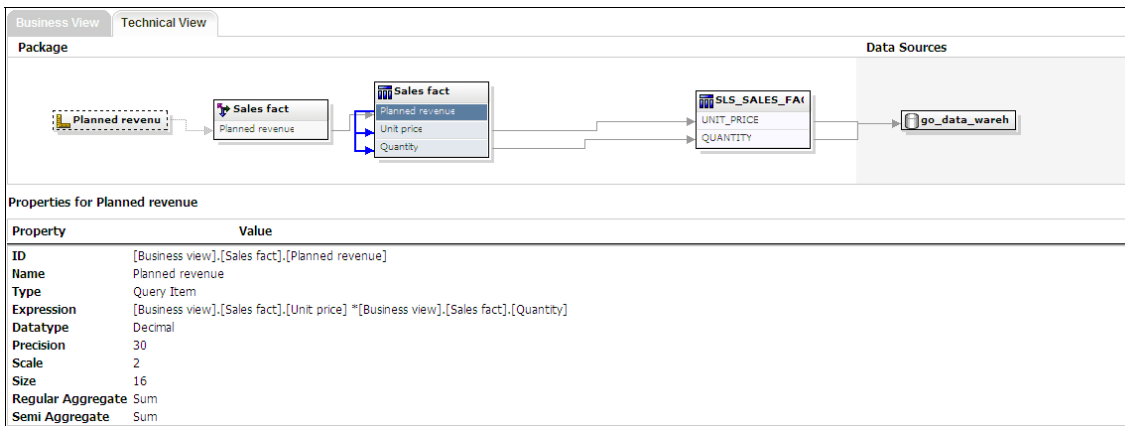 Business View Technical View
Package Data Sources
Planned revenu
Sales fact
Planned revenue
Sales fact
Planned revenue
Unit price
Quantity
SLS_SALES_FA(
UNIT_PRICE
QUANTITY
go_data_wareh
Properties for Planned revenue
Property Value
ID [Business view].[Sales fact].[Planned revenue]
Name Planned revenue
Type Query Item
Expression [Business view].[Sales fact].[Unit price] *[Business view].[Sales fact].[Quantity]
Datatype Decimal
Precision 30
Scale 2
Size 16
Regular Aggregate Sum
Semi Aggregate Sum